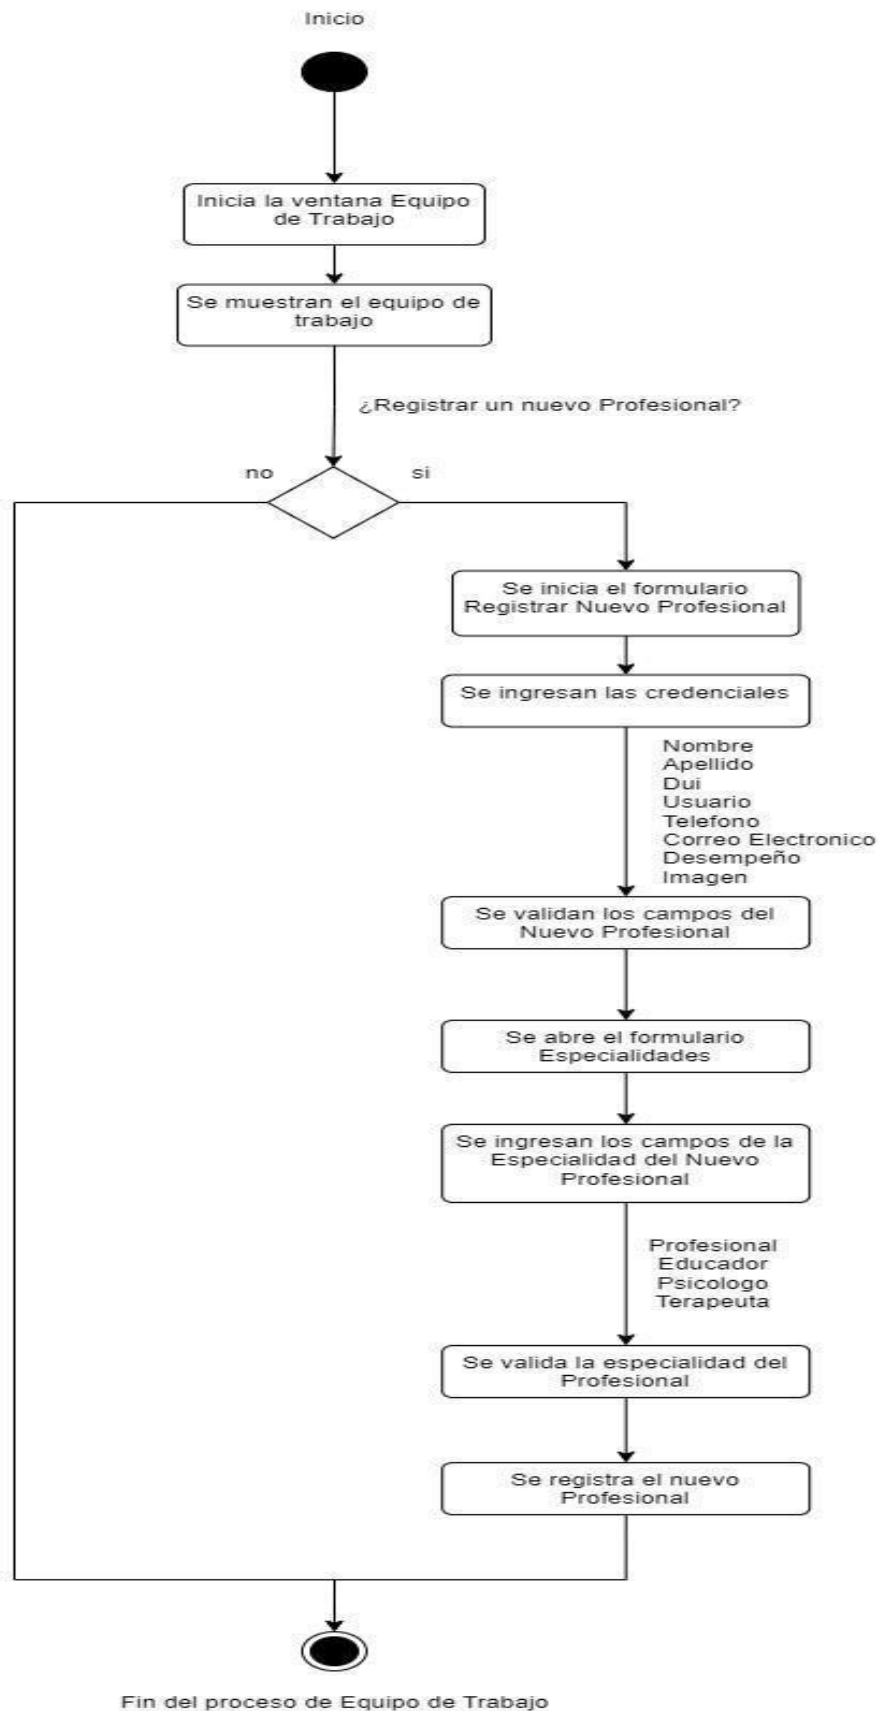 Inicio
Inicia la ventana Equipo
de Trabajo
Se muestran el equipo de
trabajo
¿Registrar un nuevo Profesional?
no
si
Se inicia el formulario
Registrar Nuevo Profesional
Se ingresan las credenciales
Nombre
Apellido
Dui
Usuario
Telefono
Correo Electronico
Desempeño
Imagen
Se validan los campos del
Nuevo Profesional
Se abre el formulario
Especialidades
Se ingresan los campos de la
Especialidad del Nuevo
Profesional
Profesional
Educador
Psicologo
Terapeuta
Se valida la especialidad del
Profesional
Se registra el nuevo
Profesional
Fin del proceso de Equipo de Trabajo